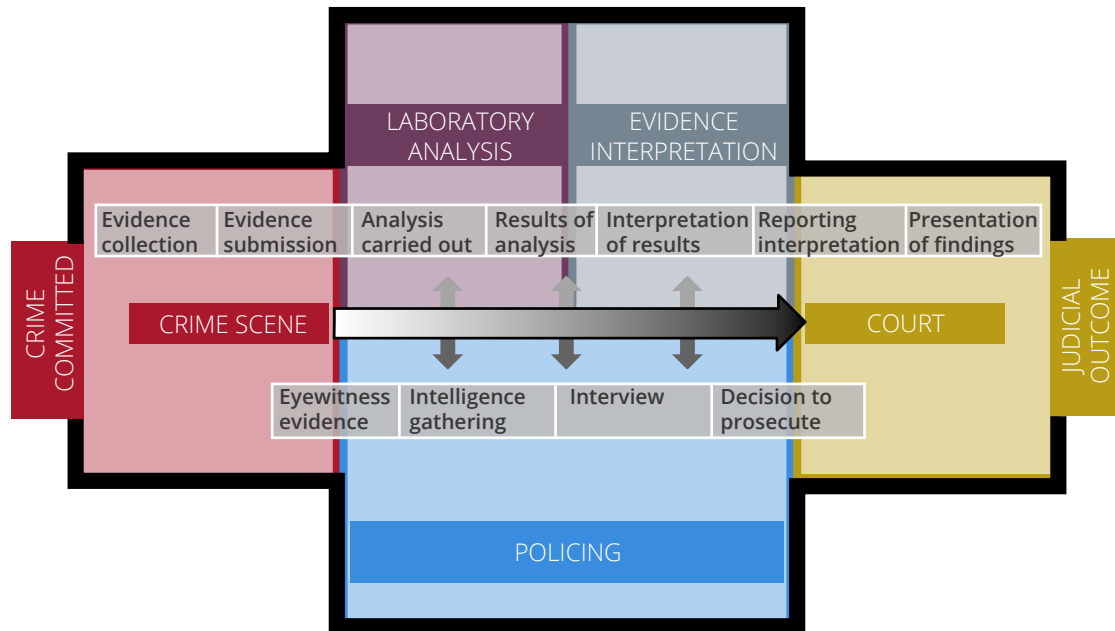 LABORATORY
ANALYSIS
EVIDENCE
INTERPRETATION
Evidence
collection
Evidence
submission
Analysis
carried out
Results of
analysis
Interpretation
of results
Reporting
interpretation
Presentation
of findings
CRIME
COMMITTED
CRIME SCENE
COURT
JUDICIAL
OUTCOME
Eyewitness
evidence
Intelligence
gathering
Interview
Decision to
prosecute
POLICING